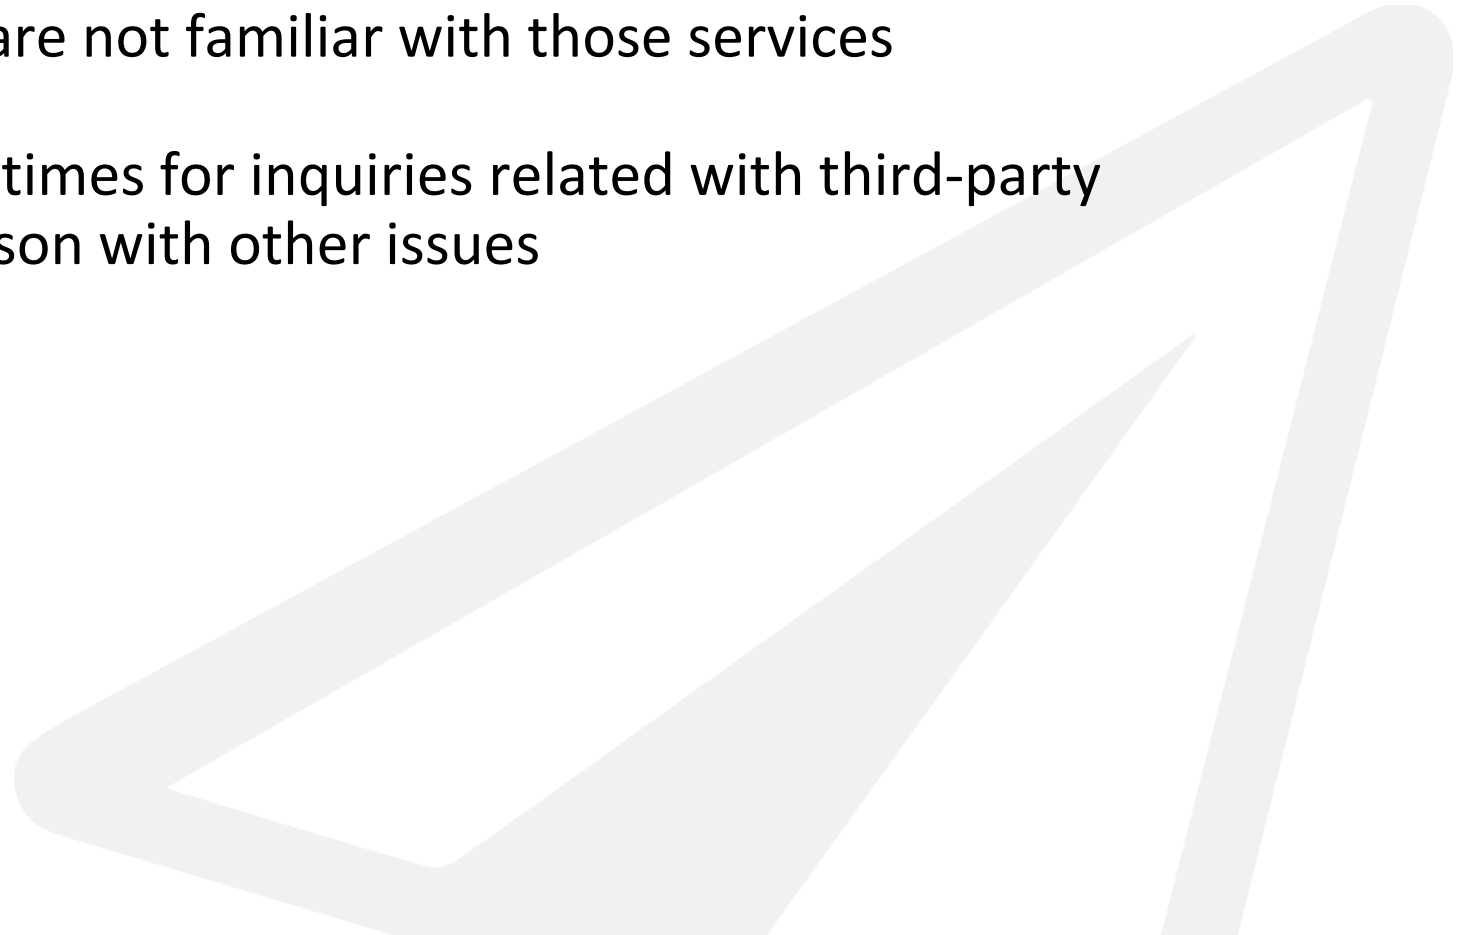 are not familiar with those services
times for inquiries related with third-party
son with other issues